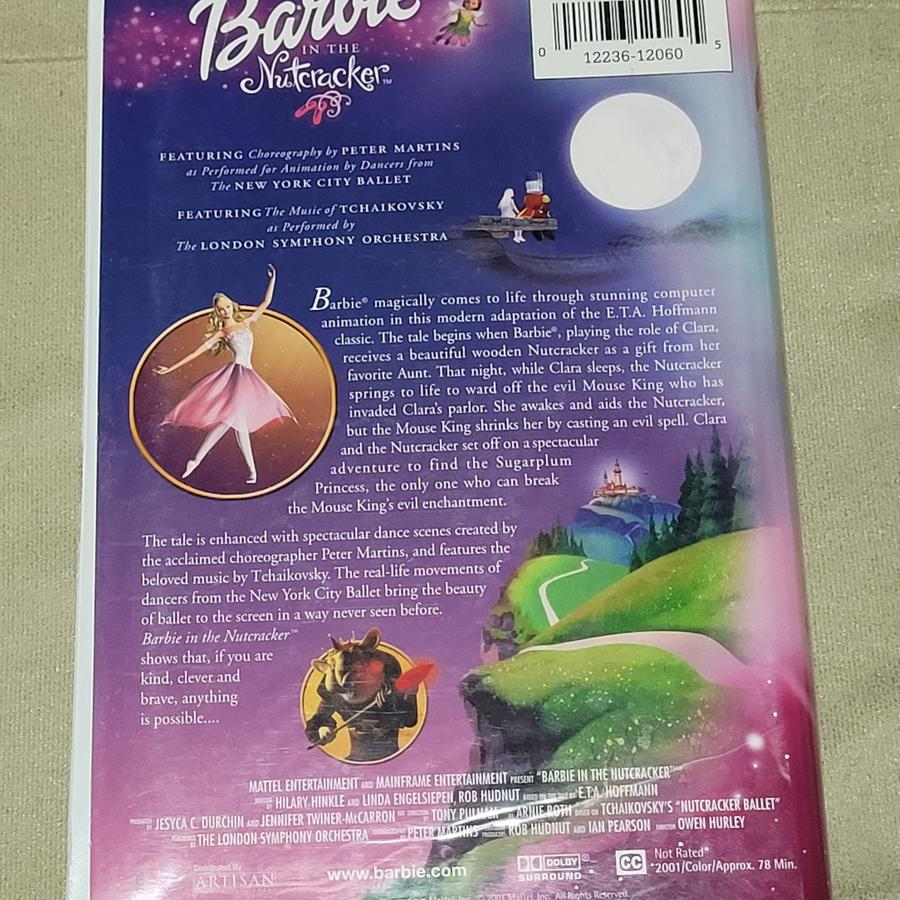 Barbie
IN THE
Nutcracker™
0 12236-12060 5
FEATURING Choreography by PETER MARTINS
as Performed for Animation by Dancers from
The NEW YORK CITY BALLET
FEATURING The Music of TCHAIKOVSKY
as Performed by
The LONDON SYMPHONY ORCHESTRA
Barbie® magically comes to life through stunning computer
animation in this modern adaptation of the E.T.A. Hoffmann
classic. The tale begins when Barbie®, playing the role of Clara,
receives a beautiful wooden Nutcracker as a gift from her
favorite Aunt. That night, while Clara sleeps, the Nutcracker
springs to life to ward off the evil Mouse King who has
invaded Clara's parlor. She awakes and aids the Nutcracker,
but the Mouse King shrinks her by casting an evil spell. Clara
and the Nutcracker set off on a spectacular
adventure to find the Sugarplum
Princess, the only one who can break
the Mouse King's evil enchantment.
The tale is enhanced with spectacular dance scenes created by
the acclaimed choreographer Peter Martins, and features the
beloved music by Tchaikovsky. The real-life movements of
dancers from the New York City Ballet bring the beauty
of ballet to the screen in a way never seen before.
Barbie in the Nutcracker™
shows that, if you are
kind, clever and
brave, anything
is possible....
MATTEL ENTERTAINMENT AND MAINFRAME ENTERTAINMENT PRESENT "BARBIE IN THE NUTCRACKER"
HILARY HINKLE AND LINDA ENGELSIEPEN, ROB HUDNUT BASED ON THE TALE BY E.T.A. HOFFMANN
JESYCA C. DURCHIN AND JENNIFER TWINER-McCARRON TONY PULHAM ARNIE ROTH BASED ON TCHAIKOVSKY'S "NUTCRACKER BALLET"
THE LONDON SYMPHONY ORCHESTRA PETER MARTINS ROB HUDNUT AND IAN PEARSON OWEN HURLEY
Distributed By
ARTISAN
www.barbie.com
DOLBY
SURROUND
CC
Not Rated
2001/Color/Approx. 78 Min.
©2001 Mattel, Inc. All Rights Reserved.